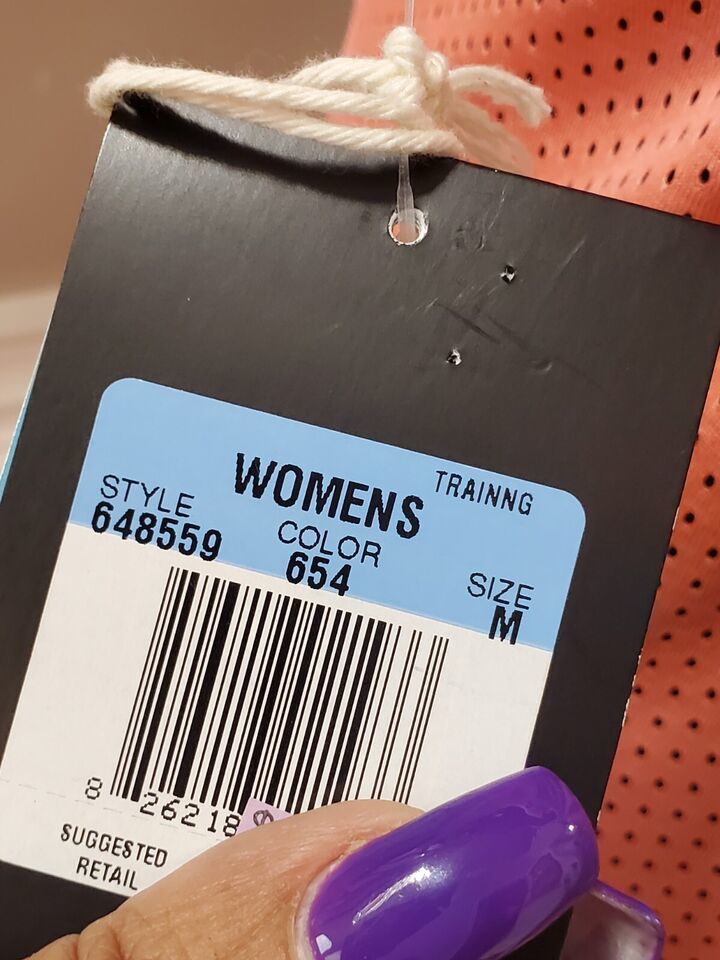 WOMENS TRAINNG
STYLE COLOR SIZE
648559 654 M
8 26218
SUGGESTED
RETAIL